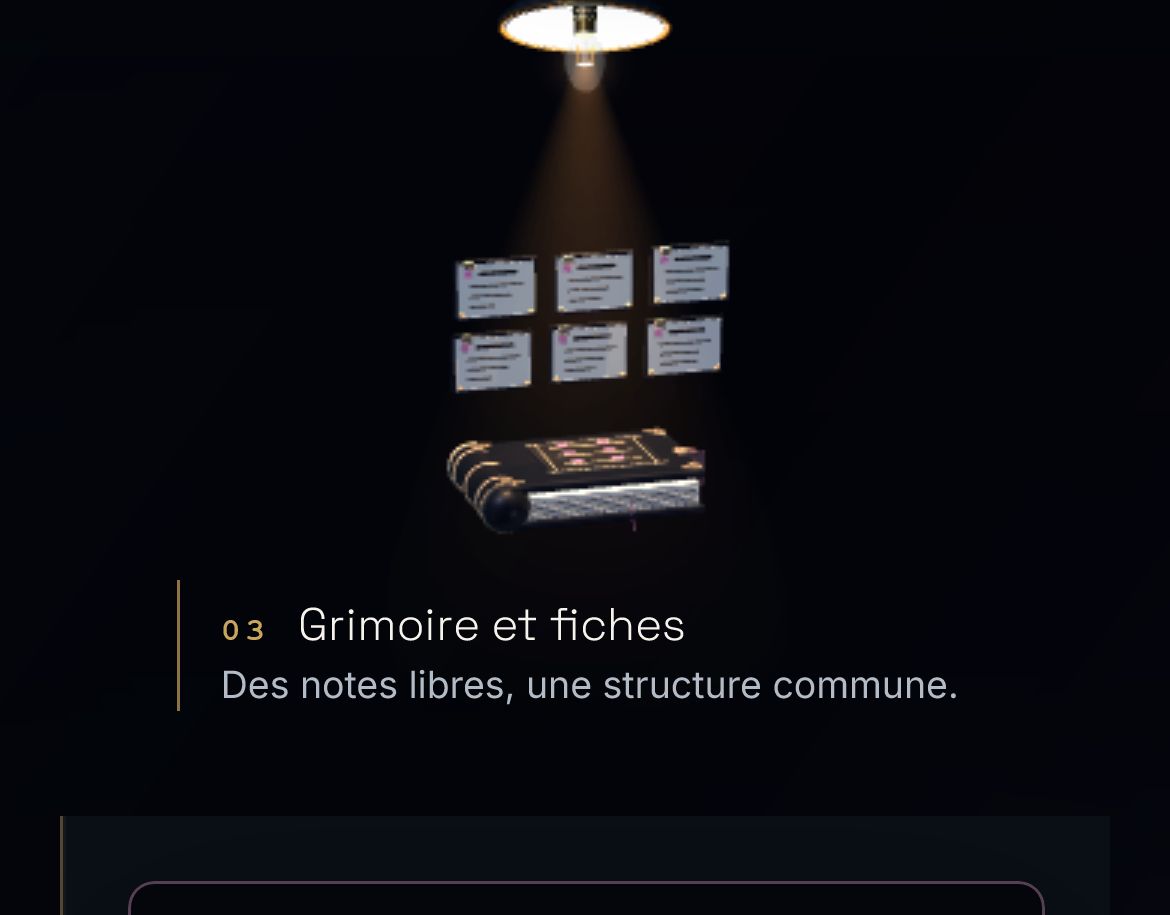 03 Grimoire et fiches
Des notes libres, une structure commune.